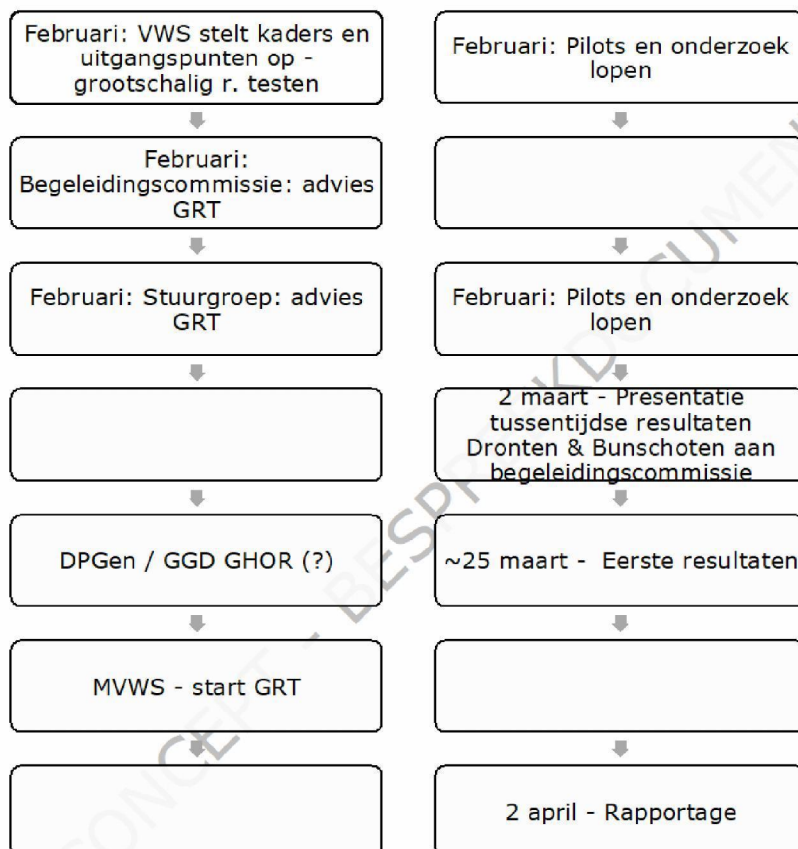 Februari: VWS stelt kaders en
uitgangspunten op -
grootschalig r. testen
Februari:
Begeleidingscommissie: advies
GRT
Februari: Stuurgroep: advies
GRT
DPGen / GGD GHOR (?)
MVWS - start GRT
Februari: Pilots en onderzoek
lopen
Februari: Pilots en onderzoek
lopen
2 maart - Presentatie
tussentijdse resultaten
Dronten & Bunschoten aan
begeleidingscommissie
~25 maart - Eerste resultaten
2 april - Rapportage
CONCEPT - BESPREEKDOCUMEN